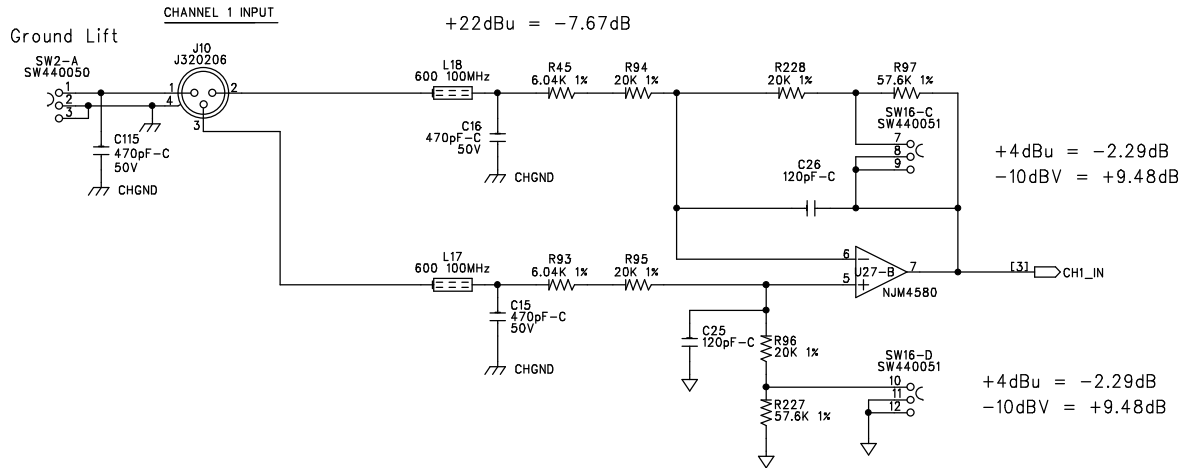 CHANNEL 1 INPUT
+22dBu = -7.67dB
Ground Lift
SW2-A
SW440050
1
2
3
J10
J320206
1
4
2
3
C115
470pF-C
50V
CHGND
L18
600 100MHz
C16
470pF-C
50V
CHGND
R45
6.04K 1%
R94
20K 1%
R228
20K 1%
R97
57.6K 1%
SW16-C
SW440051
7
8
9
C26
120pF-C
+4dBu = -2.29dB
-10dBV = +9.48dB
L17
600 100MHz
C15
470pF-C
50V
CHGND
R93
6.04K 1%
R95
20K 1%
6
5
7
U27-B
NJM4580
[3]
CH1_IN
C25
120pF-C
R96
20K 1%
R227
57.6K 1%
SW16-D
SW440051
10
11
12
+4dBu = -2.29dB
-10dBV = +9.48dB